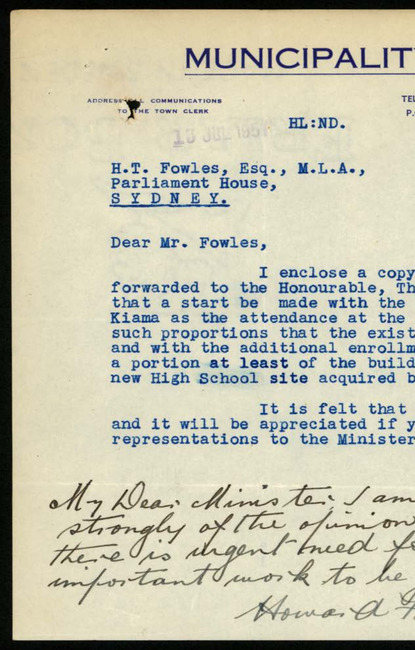 MUNICIPALITY
ADDRESS ALL COMMUNICATIONS
TO THE TOWN CLERK
TEL
P.
HL:ND.
13 JUL 1951
H.T. Fowles, Esq., M.L.A.,
Parliament House,
SYDNEY.
Dear Mr. Fowles,
I enclose a copy
forwarded to the Honourable, Th
that a start be made with the
Kiama as the attendance at the
such proportions that the exist
and with the additional enrollm
a portion at least of the build
new High School site acquired b
It is felt that
and it will be appreciated if y
representations to the Minister
My Dear Minister I am
strongly of the opinion
there is urgent need f
important work to be
Howard